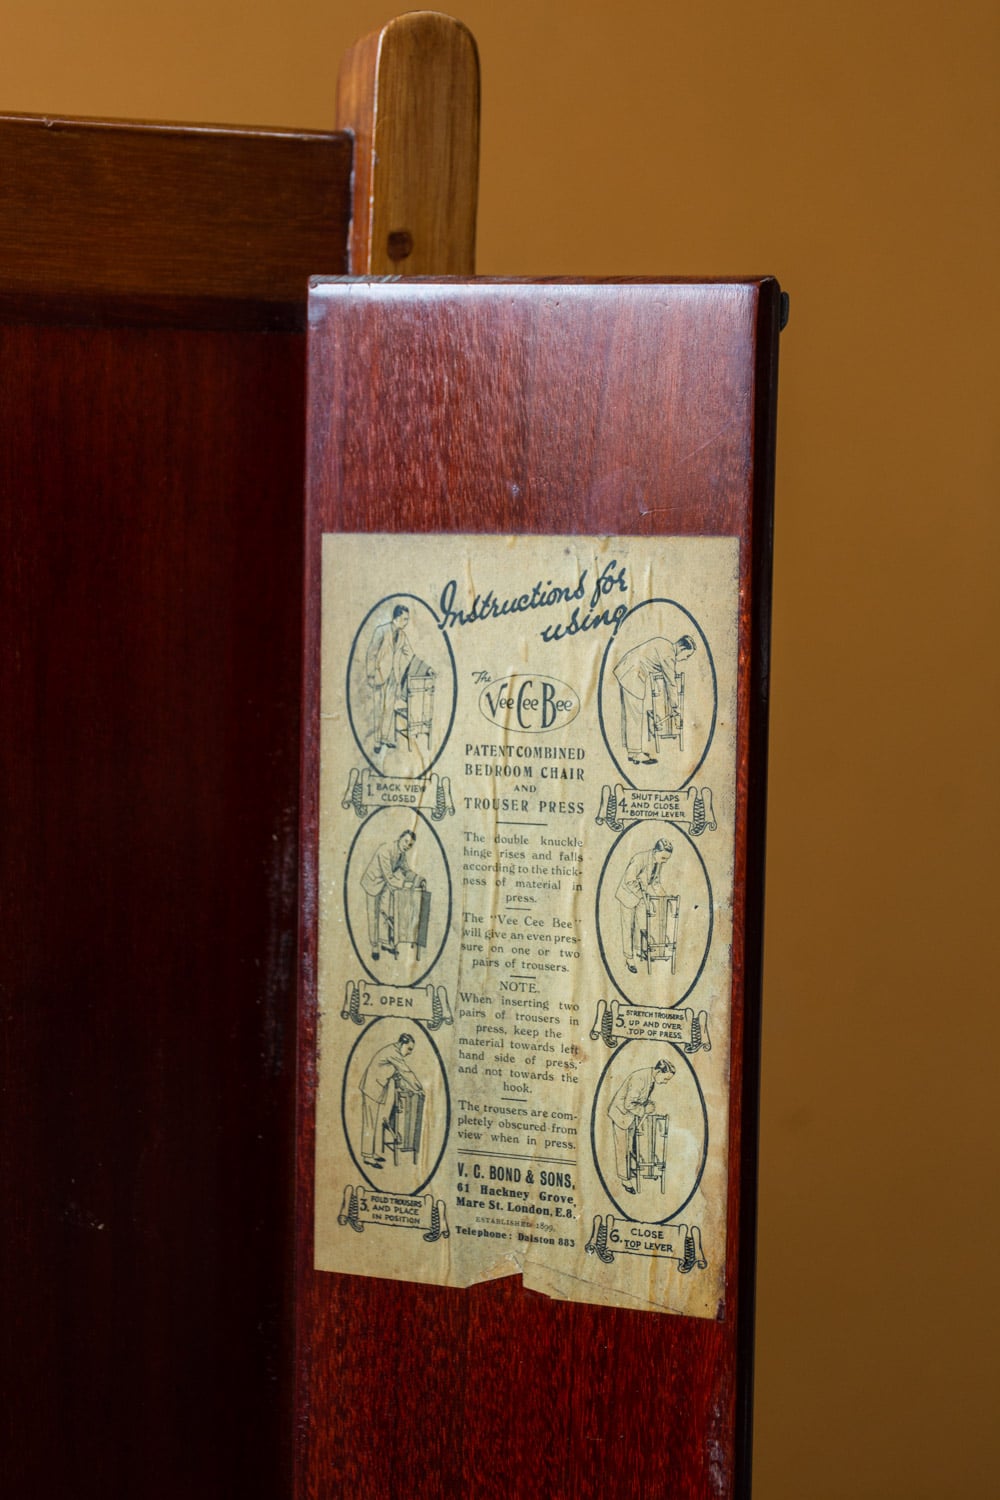 Instructions for
using
The
Vee Cee Bee
PATENT COMBINED
BEDROOM CHAIR
AND
TROUSER PRESS
The double knuckle
hinge rises and falls
according to the thick-
ness of material in
press.
The "Vee Cee Bee"
will give an even pres-
sure on one or two
pairs of trousers.
NOTE.
When inserting two
pairs of trousers in
press, keep the
material towards left
hand side of press,
and not towards the
hook.
The trousers are com-
pletely obscured from
view when in press.
V. C. BOND & SONS,
61 Hackney Grove,
Mare St. London, E.8.
ESTABLISHED 1899.
Telephone: Dalston 883
1. BACK VIEW
CLOSED
2. OPEN
3. FOLD TROUSERS
AND PLACE
IN POSITION
4. SHUT FLAPS
AND CLOSE
BOTTOM LEVER
5. STRETCH TROUSERS
UP AND OVER
TOP OF PRESS
6. CLOSE
TOP LEVER